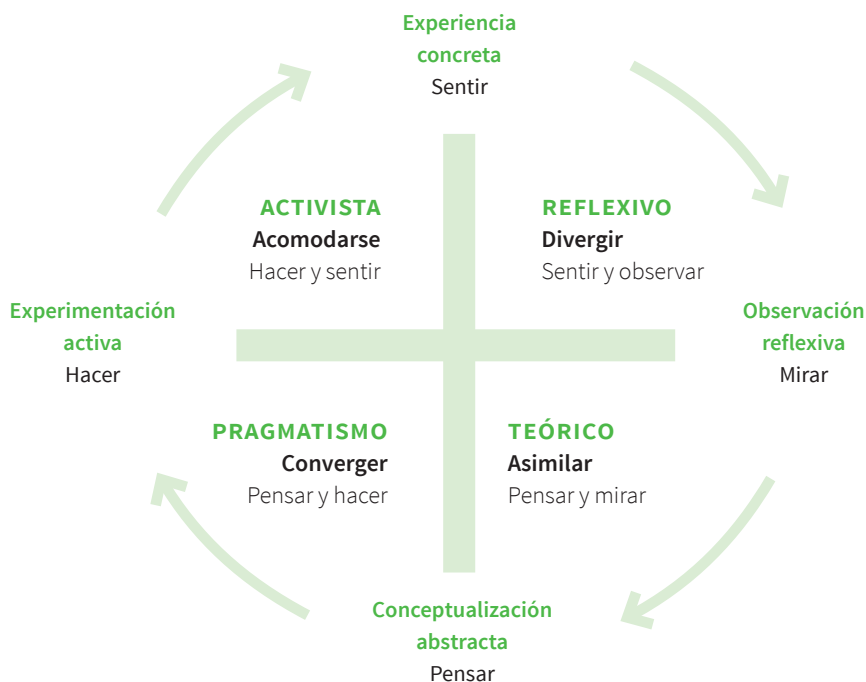 Experiencia
concreta
Sentir
ACTIVISTA
Acomodarse
Hacer y sentir
REFLEXIVO
Divergir
Sentir y observar
Experimentación
activa
Hacer
Observación
reflexiva
Mirar
PRAGMATISMO
Converger
Pensar y hacer
TEÓRICO
Asimilar
Pensar y mirar
Conceptualización
abstracta
Pensar